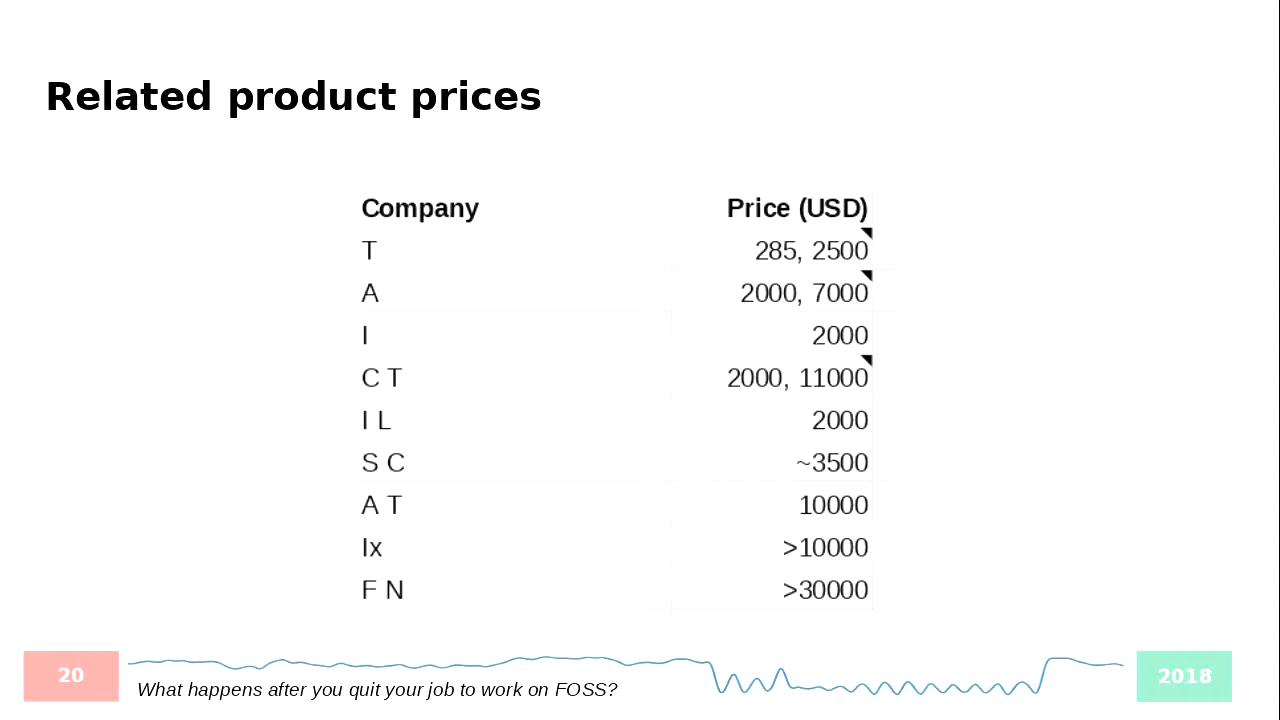 Related product prices
Company Price (USD)
T 285, 2500
A 2000, 7000
I 2000
C T 2000, 11000
I L 2000
S C ~3500
A T 10000
Ix >10000
F N >30000
20
What happens after you quit your job to work on FOSS?
2018